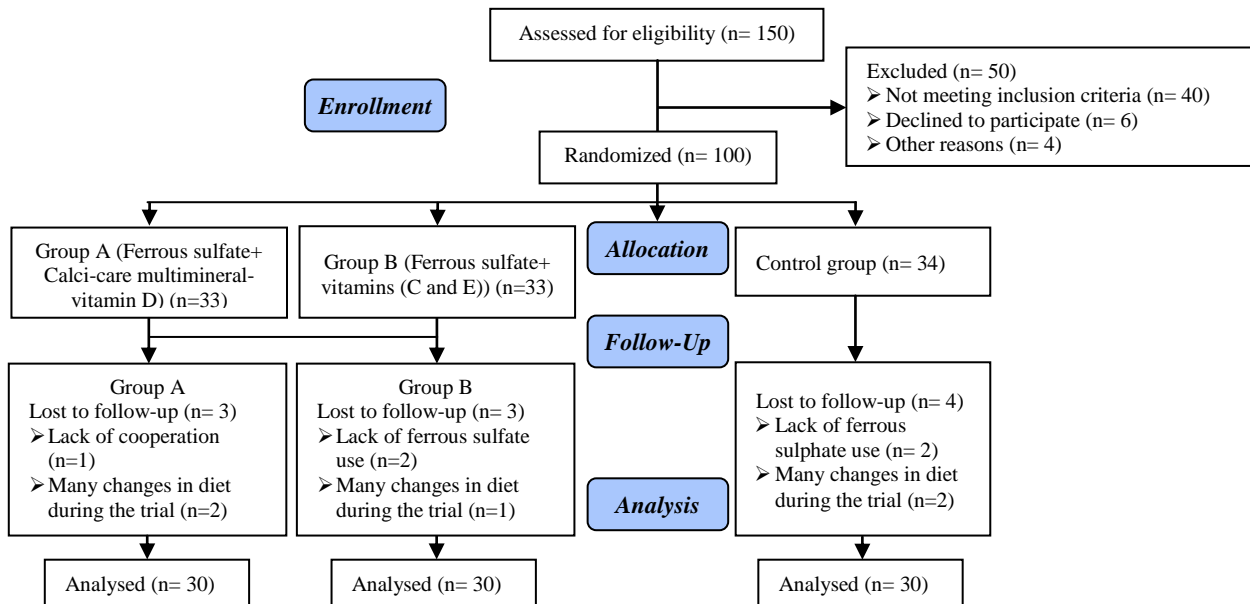 Assessed for eligibility (n= 150)
Excluded (n= 50)
➢ Not meeting inclusion criteria (n= 40)
➢ Declined to participate (n= 6)
➢ Other reasons (n= 4)
Enrollment
Randomized (n= 100)
Group A (Ferrous sulfate+
Calci-care multimineral-
vitamin D) (n=33)
Group B (Ferrous sulfate+
vitamins (C and E)) (n=33)
Allocation
Control group (n= 34)
Follow-Up
Group A
Lost to follow-up (n= 3)
➢ Lack of cooperation
(n=1)
➢ Many changes in diet
during the trial (n=2)
Group B
Lost to follow-up (n= 3)
➢ Lack of ferrous sulfate
use (n=2)
➢ Many changes in diet
during the trial (n=1)
Lost to follow-up (n= 4)
➢ Lack of ferrous
sulphate use (n= 2)
➢ Many changes in diet
during the trial (n=2)
Analysis
Analysed (n= 30)
Analysed (n= 30)
Analysed (n= 30)